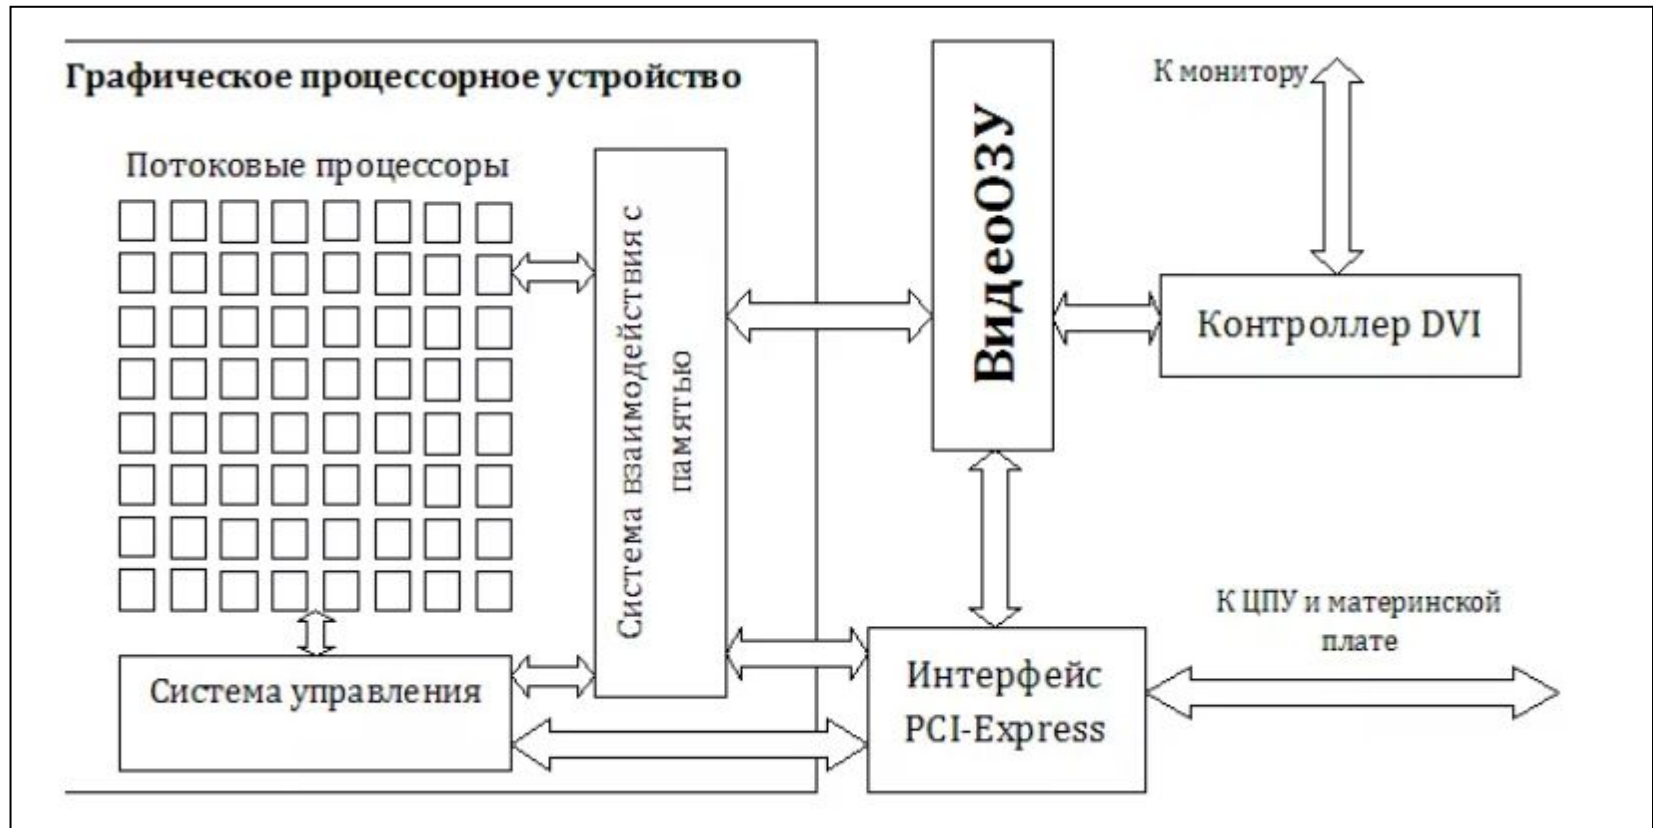 Графическое процессорное устройство
Потоковые процессоры
Система взаимодействия с
памятью
Система управления
ВидеоОЗУ
К монитору
Контроллер DVI
К ЦПУ и материнской
плате
Интерфейс
PCI-Express